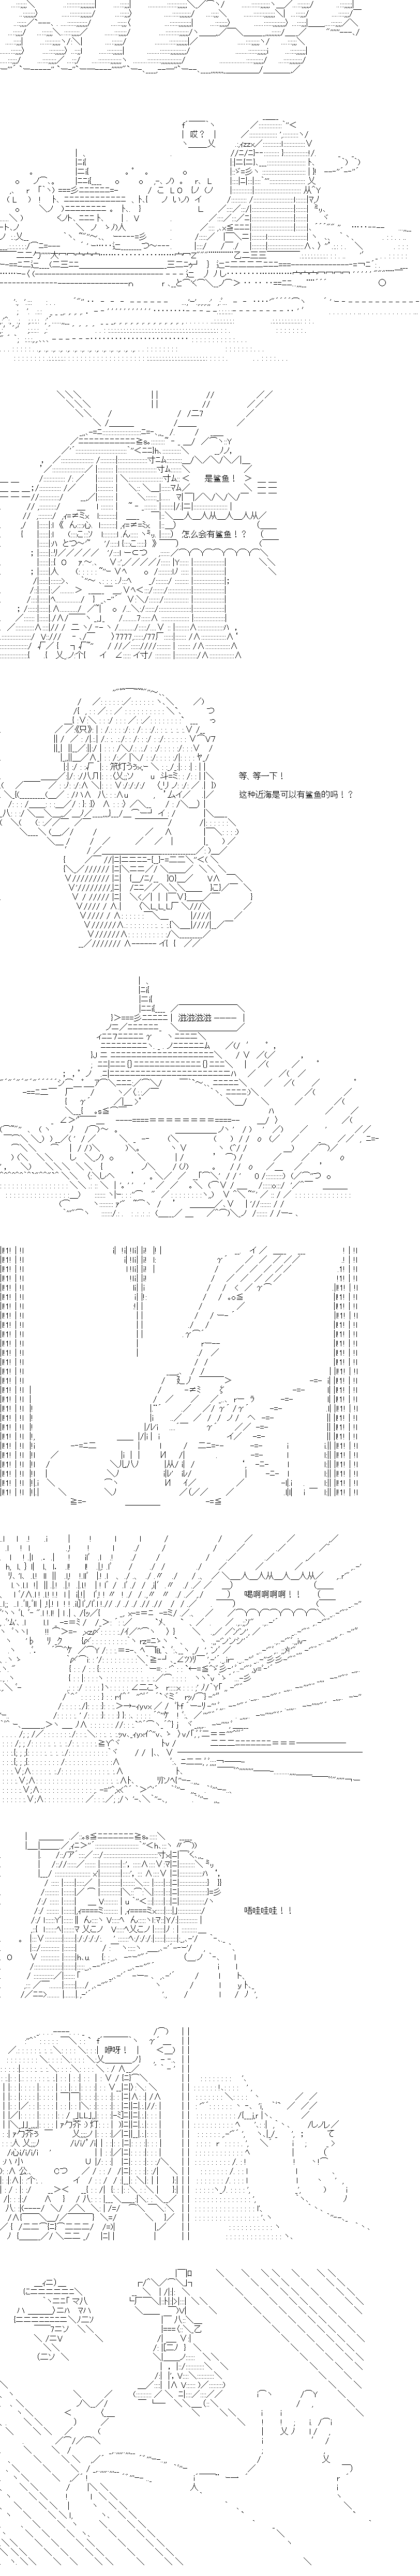 哎？
是鲨鱼！
怎么会有鲨鱼！？
等、等一下！
这种近海是可以有鲨鱼的吗！？
滋滋滋滋 ----
喝啊啊啊啊！！
咿呀！
唔哇哇哇！！